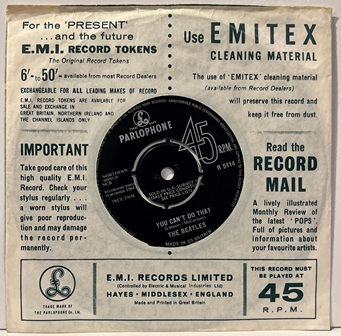 For the 'PRESENT'
...and the future
E.M.I. RECORD TOKENS
The Original Record Tokens
6'- to 50'- available from most Record Dealers
EXCHANGEABLE FOR ALL LEADING MAKES OF RECORD
E.M.I. RECORD TOKENS ARE AVAILABLE FOR
SALE AND EXCHANGE IN
GREAT BRITAIN, NORTHERN IRELAND AND
THE CHANNEL ISLANDS ONLY
Use EMITEX
CLEANING MATERIAL
The use of 'EMITEX' cleaning material
(available from Record Dealers)
will preserve this record and
keep it free from dust.
IMPORTANT
Take good care of this
high quality E.M.I.
Record. Check your
stylus regularly ...
a worn stylus will
give poor reproduc-
tion and may damage
the record per-
manently.
PARLOPHONE
45
R.P.M.
R 5114
NORTHERN
SONGS
NCB
YOU CAN'T DO THAT
THE BEATLES
MADE IN GT BRITAIN
Read the
RECORD
MAIL
A lively illustrated
Monthly Review of
the latest 'POPS'.
Full of pictures and
information about
your favourite artists.
TRADE MARK OF
THE PARLOPHONE Co. Ltd.
E.M.I. RECORDS LIMITED
(Controlled by Electric & Musical Industries Ltd)
HAYES · MIDDLESEX · ENGLAND
Made and Printed in Great Britain
THIS RECORD MUST
BE PLAYED AT
45
R.P.M.